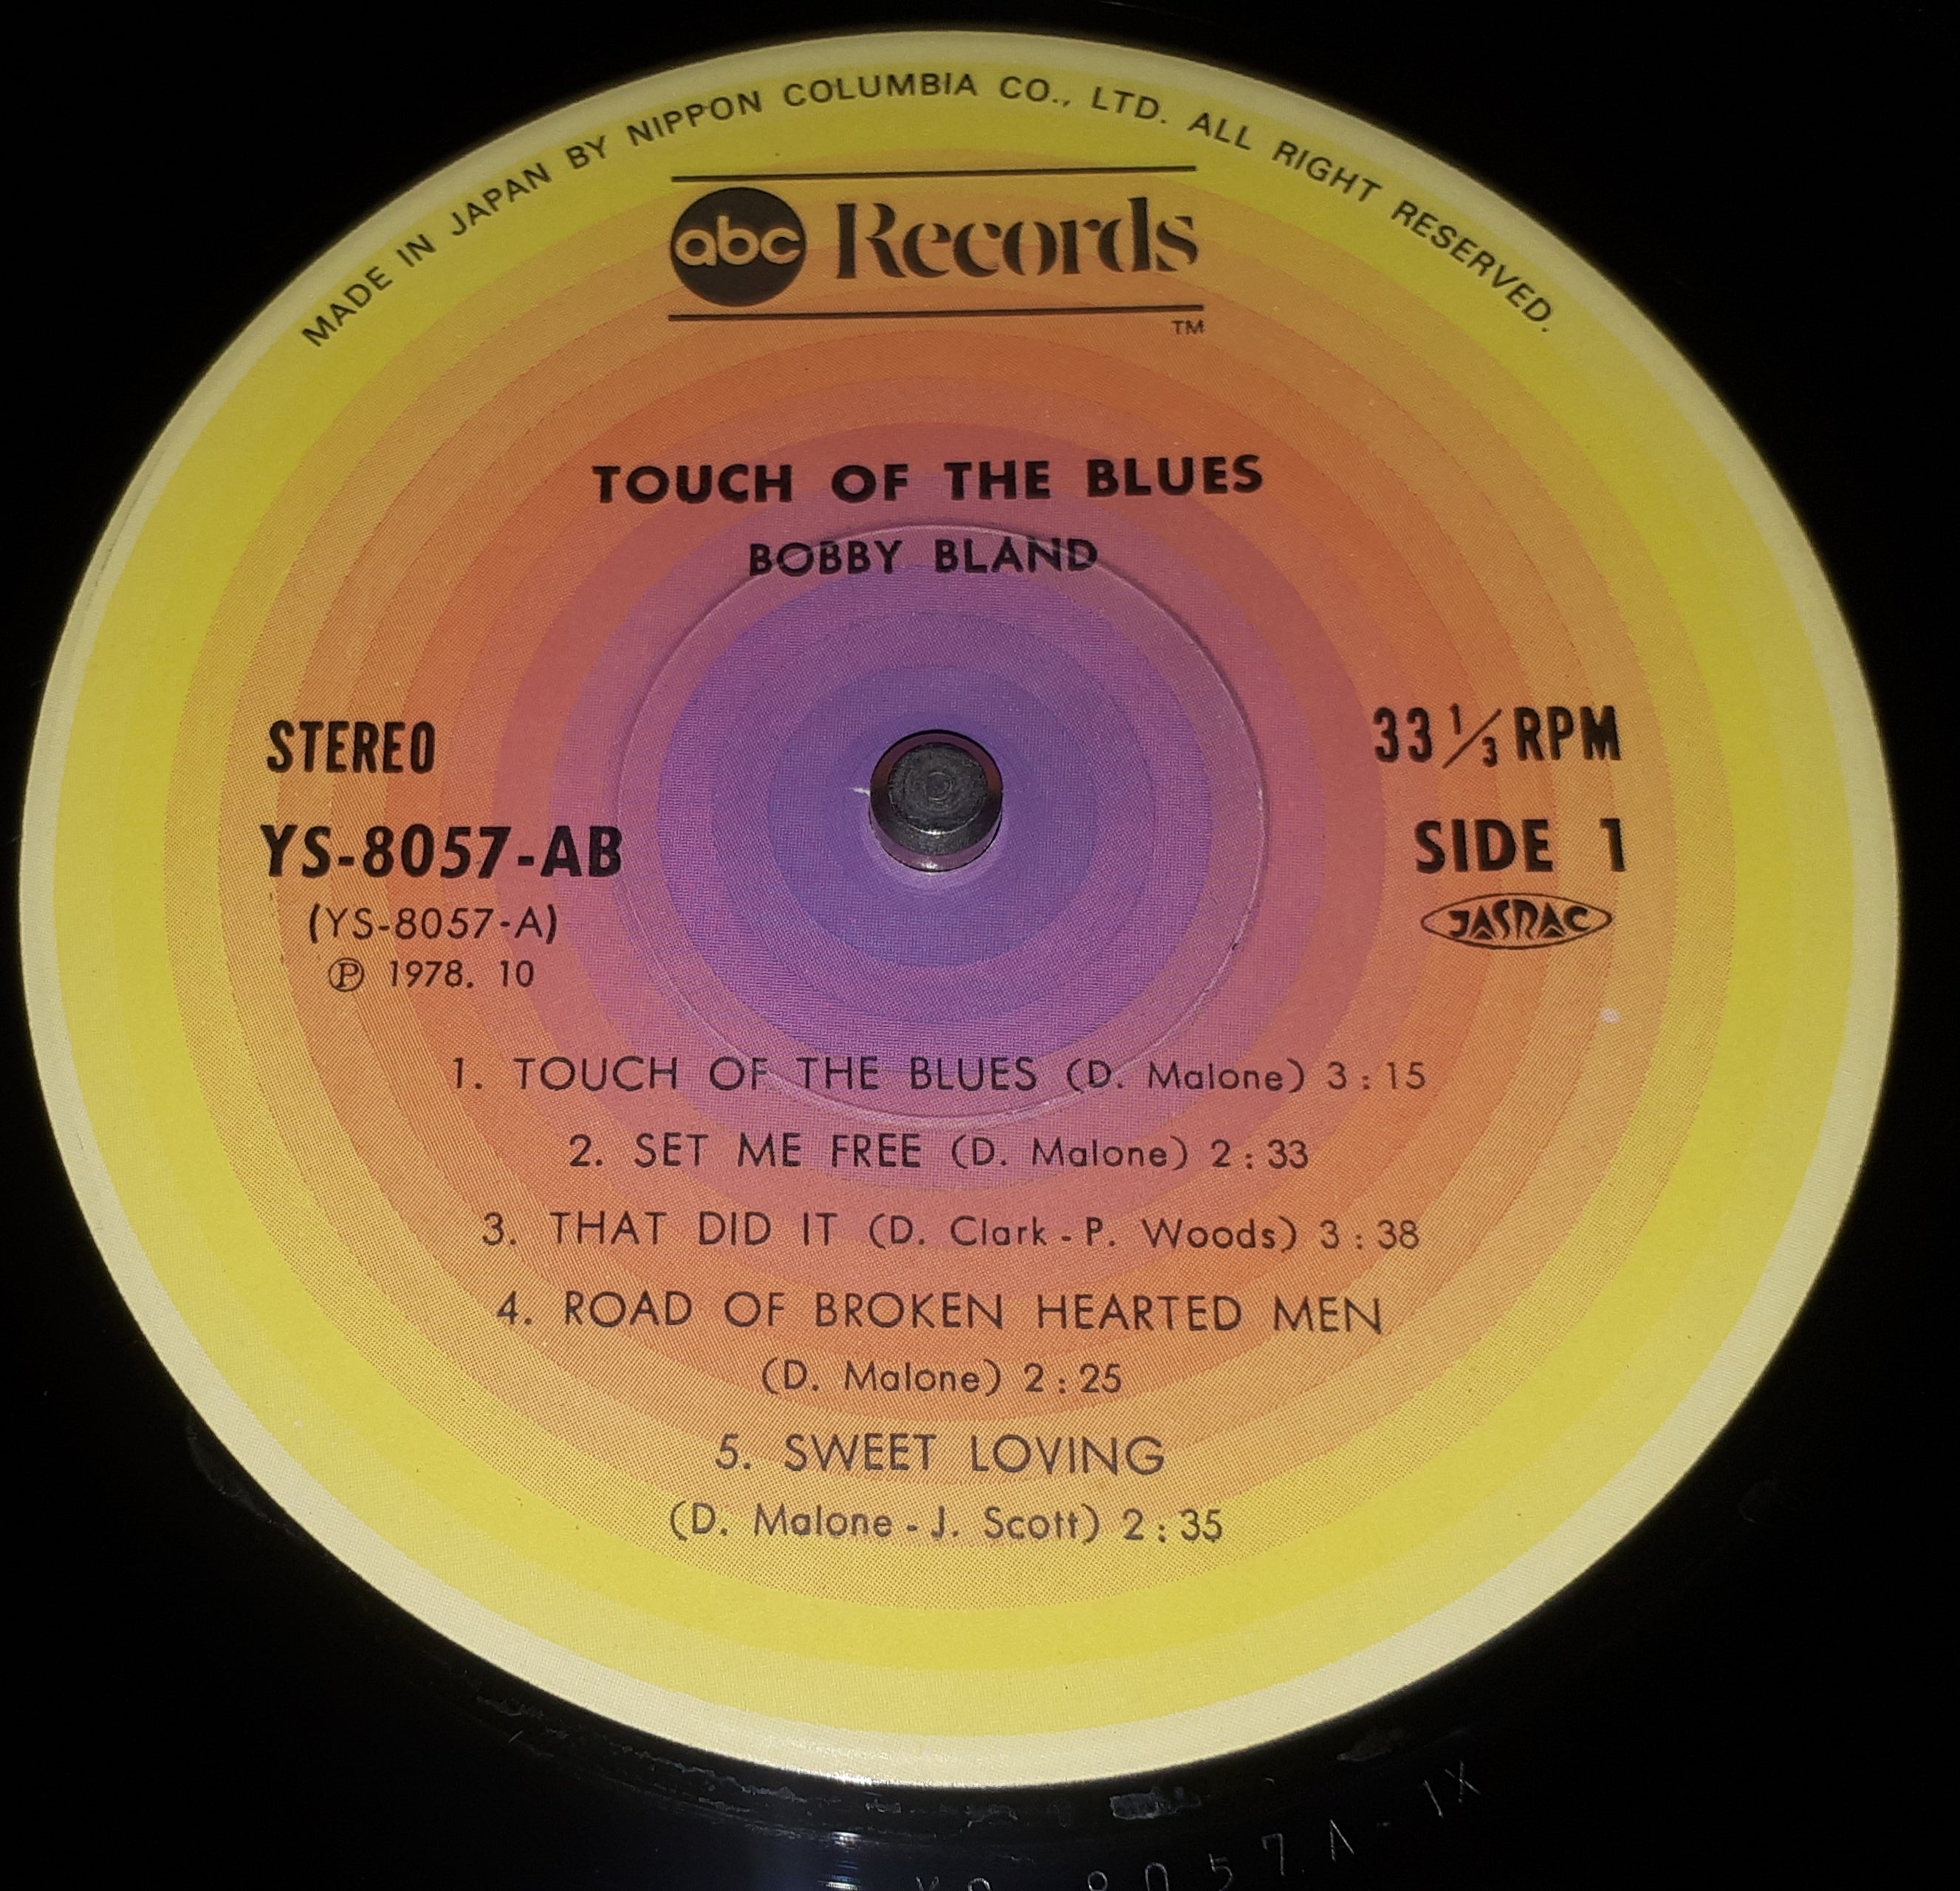 MADE IN JAPAN BY NIPPON COLUMBIA CO., LTD. ALL RIGHT RESERVED.
abc Records
TM
TOUCH OF THE BLUES
BOBBY BLAND
STEREO
33 1/3 RPM
YS-8057-AB
SIDE 1
(YS-8057-A)
JASRAC
Ⓟ 1978. 10
1. TOUCH OF THE BLUES (D. Malone) 3:15
2. SET ME FREE (D. Malone) 2:33
3. THAT DID IT (D. Clark - P. Woods) 3:38
4. ROAD OF BROKEN HEARTED MEN
(D. Malone) 2:25
5. SWEET LOVING
(D. Malone - J. Scott) 2:35
8057A-1X